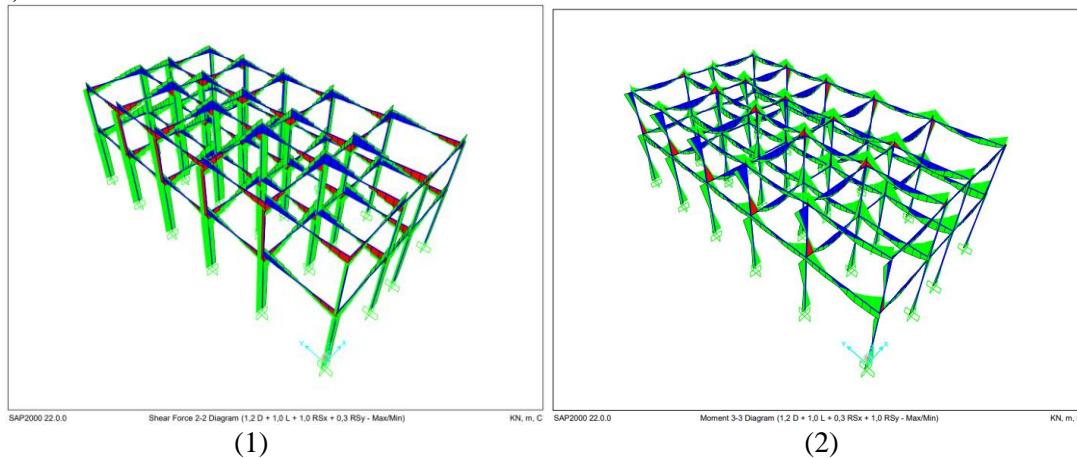 SAP2000 22.0.0 Shear Force 2-2 Diagram (1,2 D + 1,0 L + 1,0 RSx + 0,3 RSy - Max/Min) KN, m, C
SAP2000 22.0.0 Moment 3-3 Diagram (1,2 D + 1,0 L + 0,3 RSx + 1,0 RSy - Max/Min) KN, m,
(1) (2)